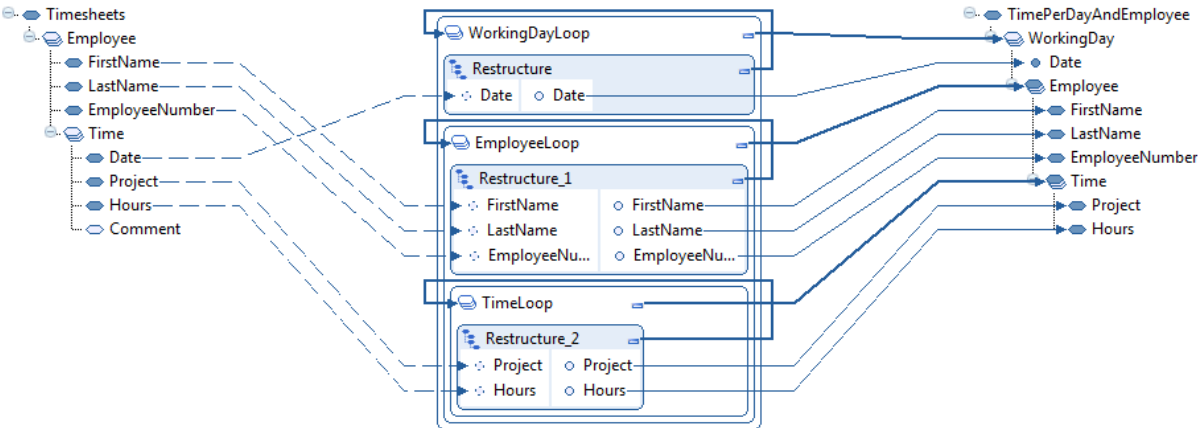 Timesheets
Employee
FirstName
LastName
EmployeeNumber
Time
Date
Project
Hours
Comment
WorkingDayLoop
Restructure
Date Date
EmployeeLoop
Restructure_1
FirstName FirstName
LastName LastName
EmployeeNu... EmployeeNu...
TimeLoop
Restructure_2
Project Project
Hours Hours
TimePerDayAndEmployee
WorkingDay
Date
Employee
FirstName
LastName
EmployeeNumber
Time
Project
Hours